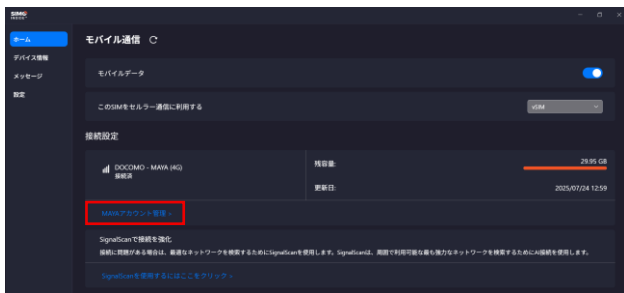 SIMO
ホーム
デバイス情報
メッセージ
設定
モバイル通信
モバイルデータ
このSIMをセルラー通信に利用する
vSIM
接続設定
DOCOMO - MAYA (4G)
接続済
残容量:
29.95 GB
更新日:
2025/07/24 12:59
MAYAアカウント管理 ›
SignalScanで接続を強化
接続に問題がある場合は、最適なネットワークを検索するためにSignalScanを使用します。SignalScanは、周囲で利用可能な最も強力なネットワークを検索するためにAI接続を使用します。
SignalScanを使用するにはここをクリック ›